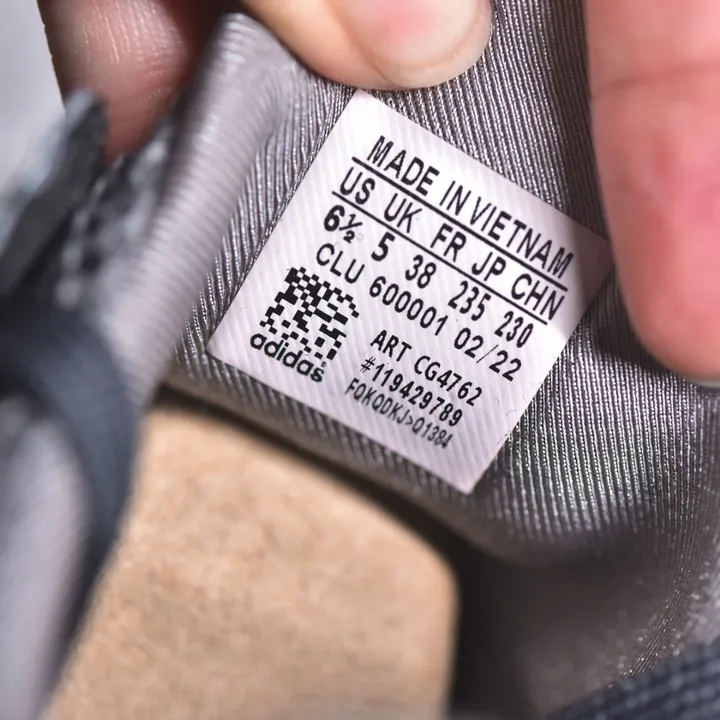 MADE IN VIETNAM
US UK FR JP CHN
6½ 5 38 235 230
CLU 600001 02/22
ART CG4762
#119429789
FQKQDKJ>Q1384
adidas